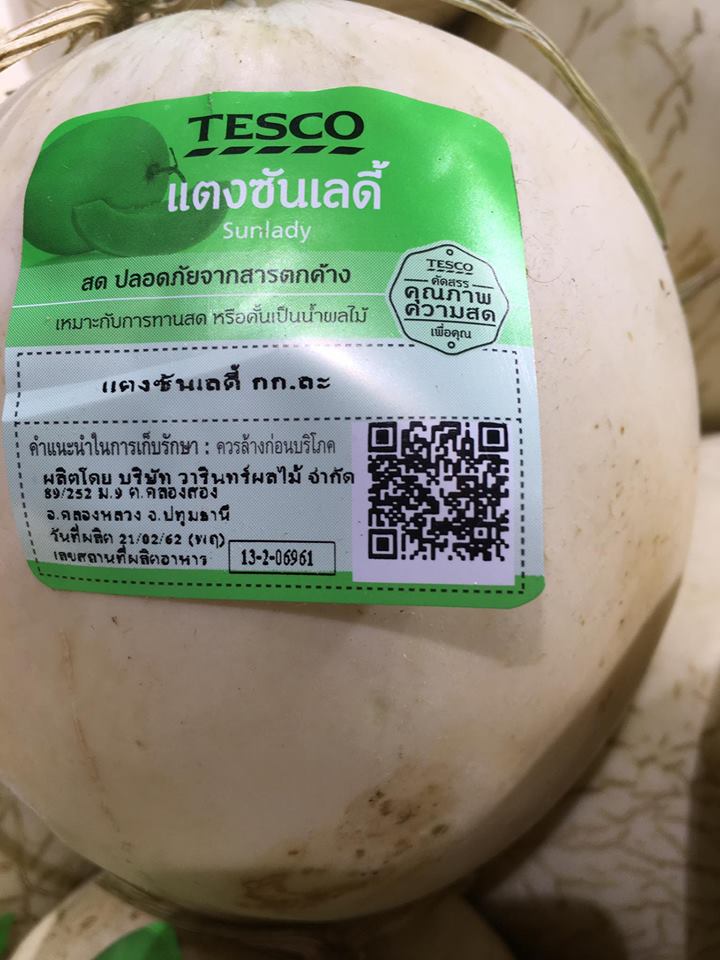 TESCO
แตงซันเลดี้
Sunlady
สด ปลอดภัยจากสารตกค้าง
เหมาะกับการทานสด หรือคั้นเป็นน้ำผลไม้
TESCO
คัดสรร
คุณภาพ
ความสด
เพื่อคุณ
แตงซันเลดี้ กก.ละ
คำแนะนำในการเก็บรักษา : ควรล้างก่อนบริโภค
ผลิตโดย บริษัท วารินทร์ผลไม้ จำกัด
89/252 ม.9 ต.คลองสอง
อ.คลองหลวง จ.ปทุมธานี
วันที่ผลิต 21/02/62 (พฤ)
เลขสถานที่ผลิตอาหาร 13-2-06961